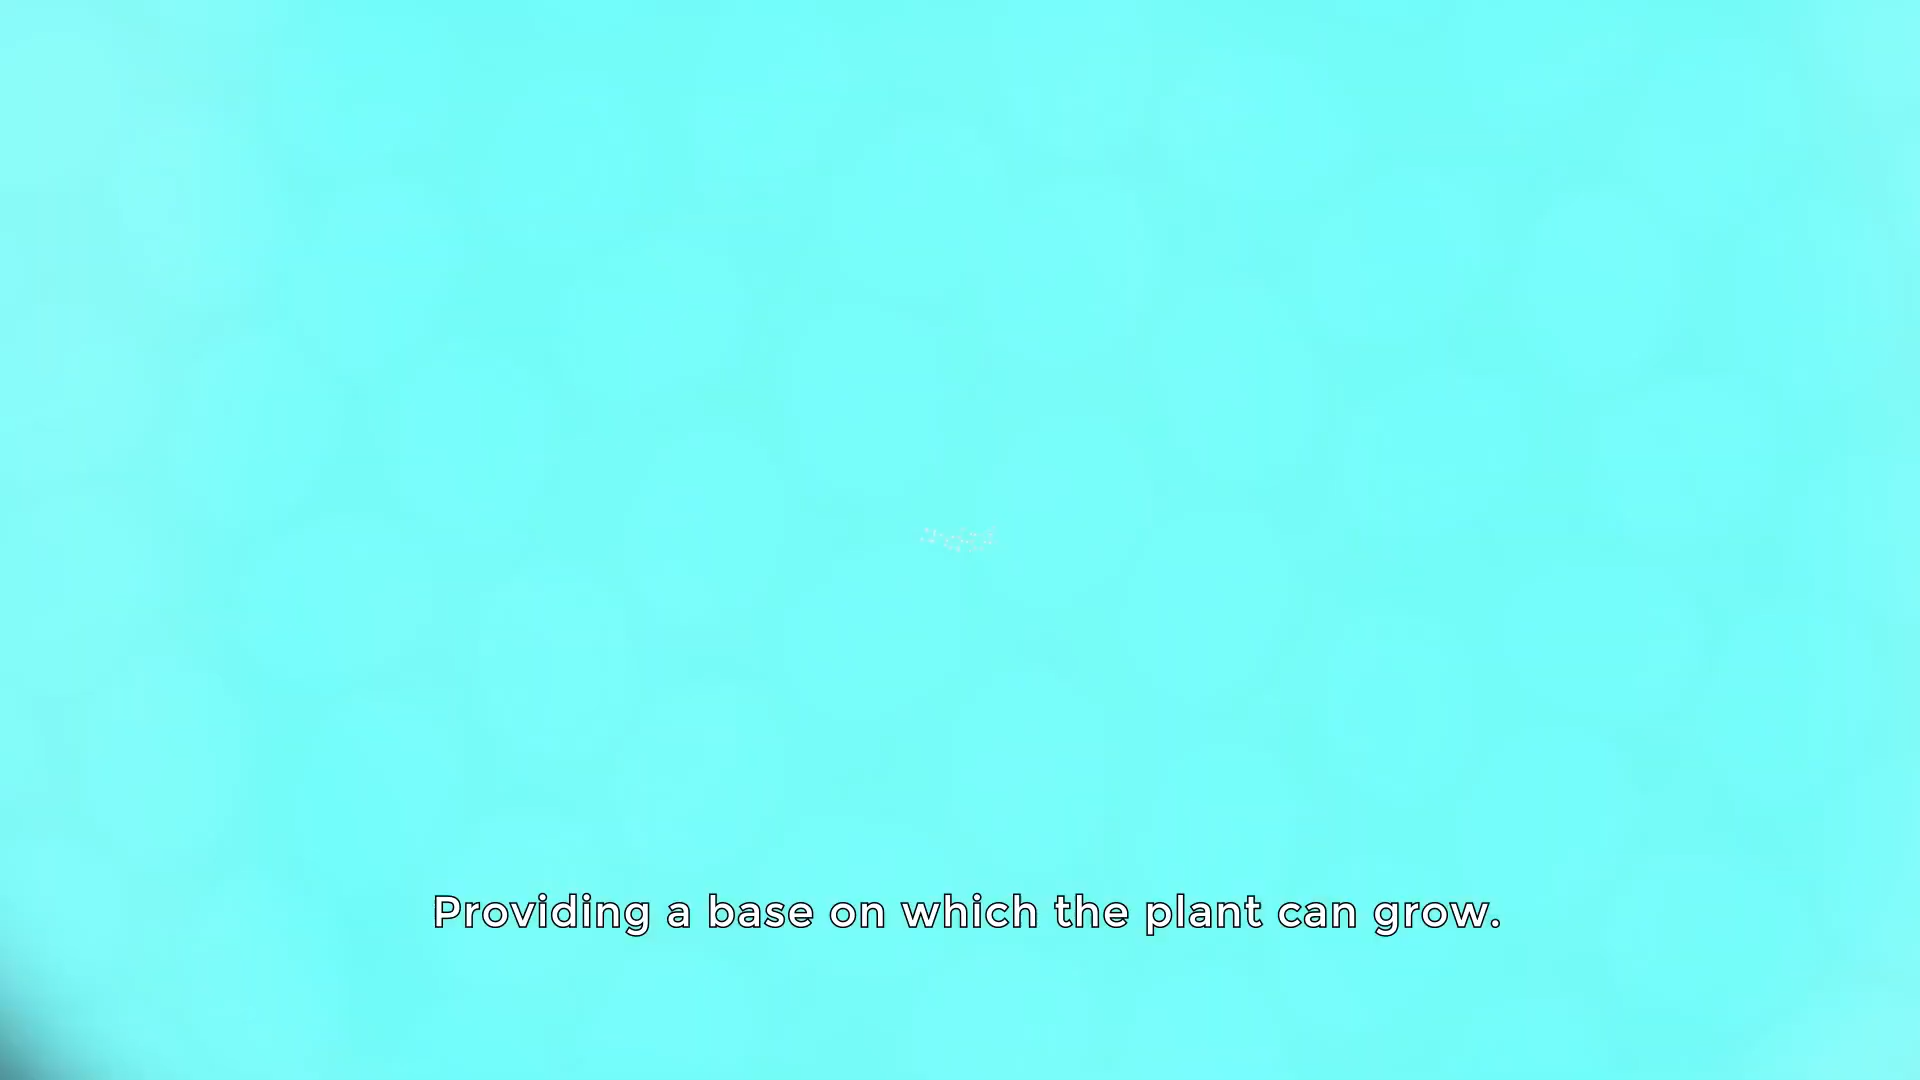 Providing a base on which the plant can grow.